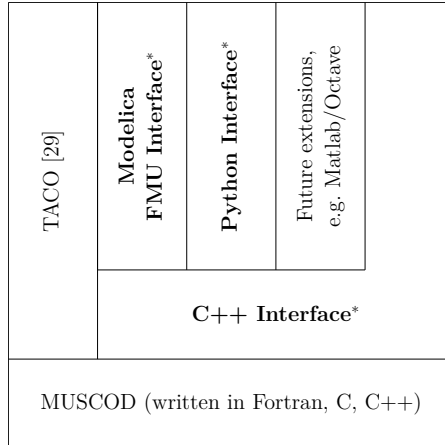 TACO [29]
Modelica
FMU Interface*
Python Interface*
Future extensions,
e.g. Matlab/Octave
C++ Interface*
MUSCOD (written in Fortran, C, C++)